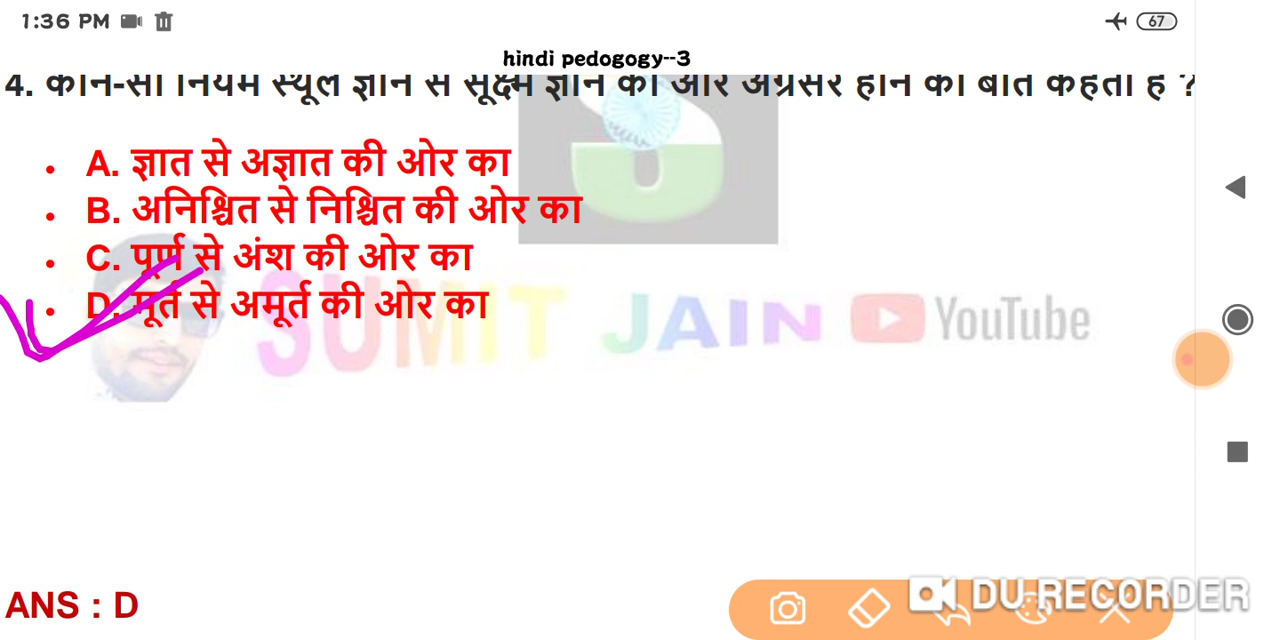 1:36 PM
67
hindi pedogogy--3
4. कौन-सा नियम स्थूल ज्ञान से सूक्ष्म ज्ञान की ओर अग्रसर होने की बात कहता है ?
• A. ज्ञात से अज्ञात की ओर का
• B. अनिश्चित से निश्चित की ओर का
• C. पूर्ण से अंश की ओर का
• D. मूर्त से अमूर्त की ओर का
SUMIT JAIN YouTube
ANS : D
DU RECORDER